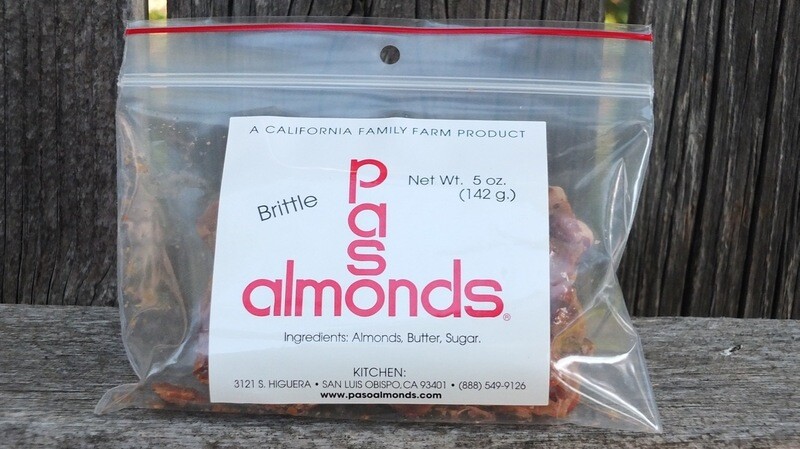 A CALIFORNIA FAMILY FARM PRODUCT
Brittle
Net Wt. 5 oz.
(142 g.)
paso
almonds®
Ingredients: Almonds, Butter, Sugar.
KITCHEN:
3121 S. HIGUERA • SAN LUIS OBISPO, CA 93401 • (888) 549-9126
www.pasoalmonds.com